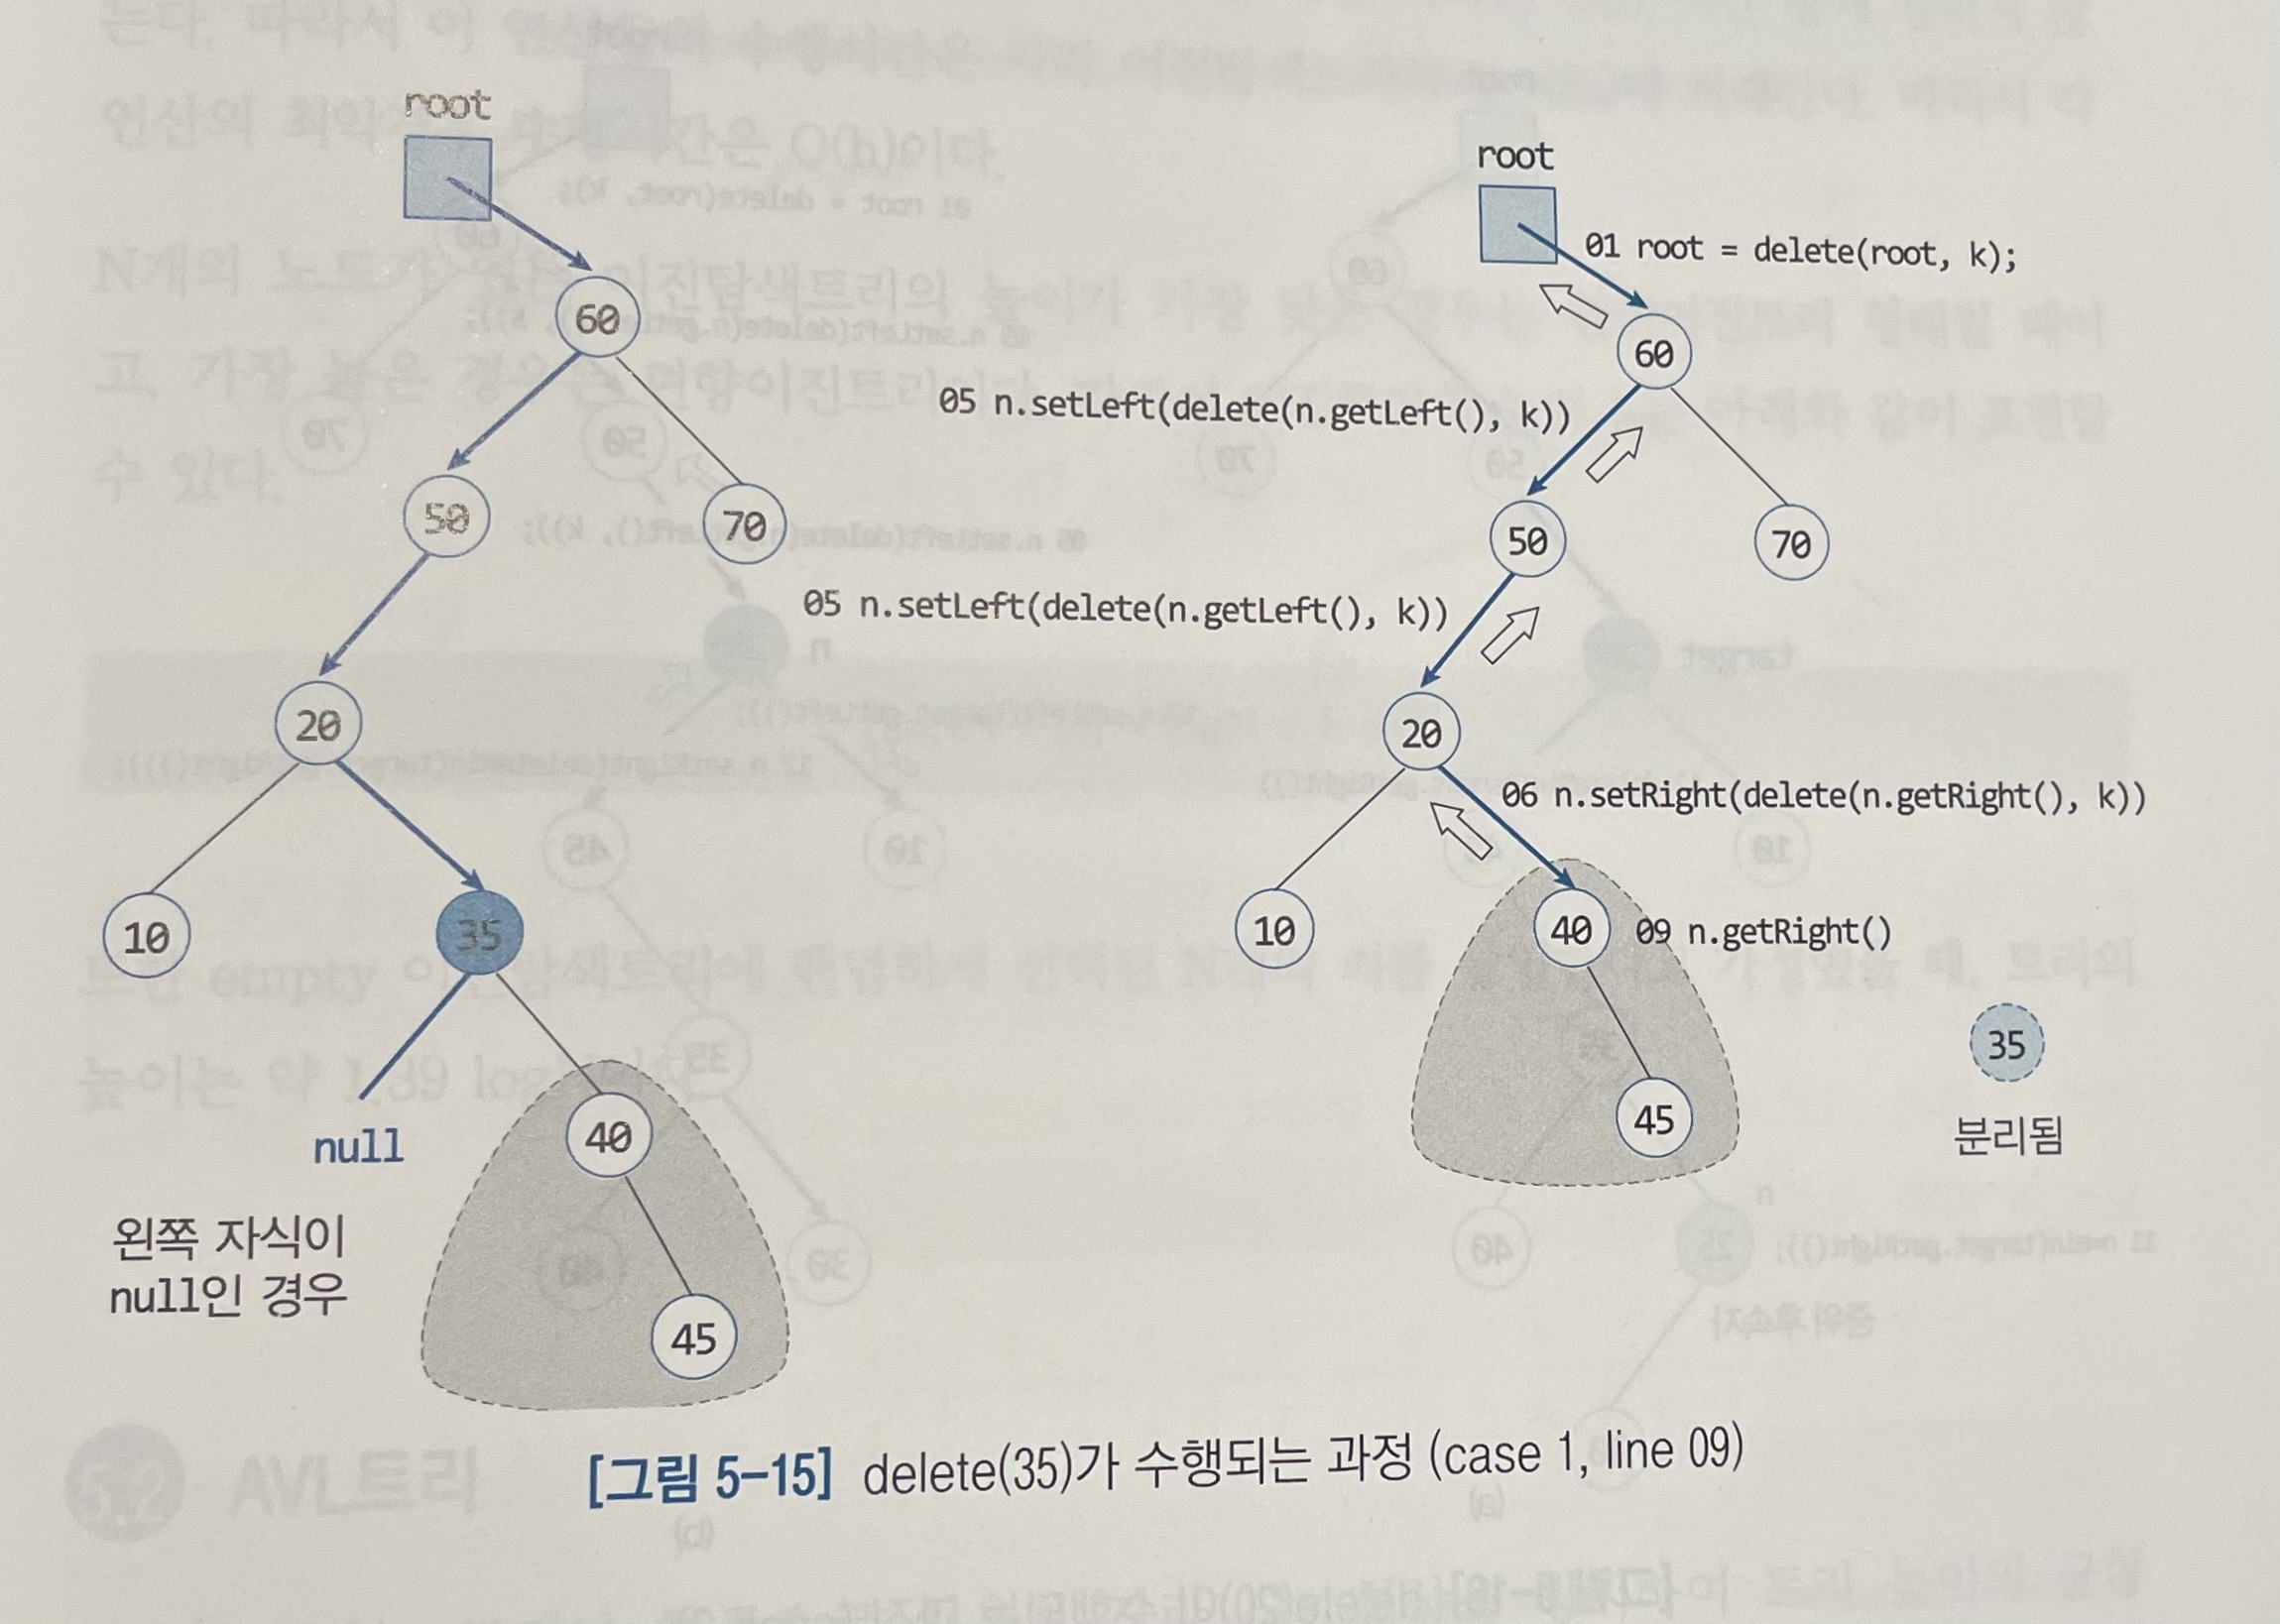 root
60
50
70
20
10
35
null
40
왼쪽 자식이
null인 경우
45
root
01 root = delete(root, k);
60
05 n.setLeft(delete(n.getLeft(), k))
50
70
05 n.setLeft(delete(n.getLeft(), k))
20
06 n.setRight(delete(n.getRight(), k))
10
40
09 n.getRight()
35
45
분리됨
[그림 5-15] delete(35)가 수행되는 과정 (case 1, line 09)